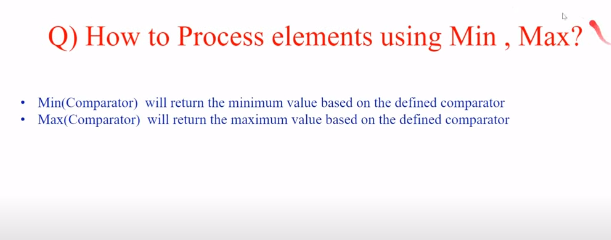 Q) How to Process elements using Min , Max?
• Min(Comparator) will return the minimum value based on the defined comparator
• Max(Comparator) will return the maximum value based on the defined comparator